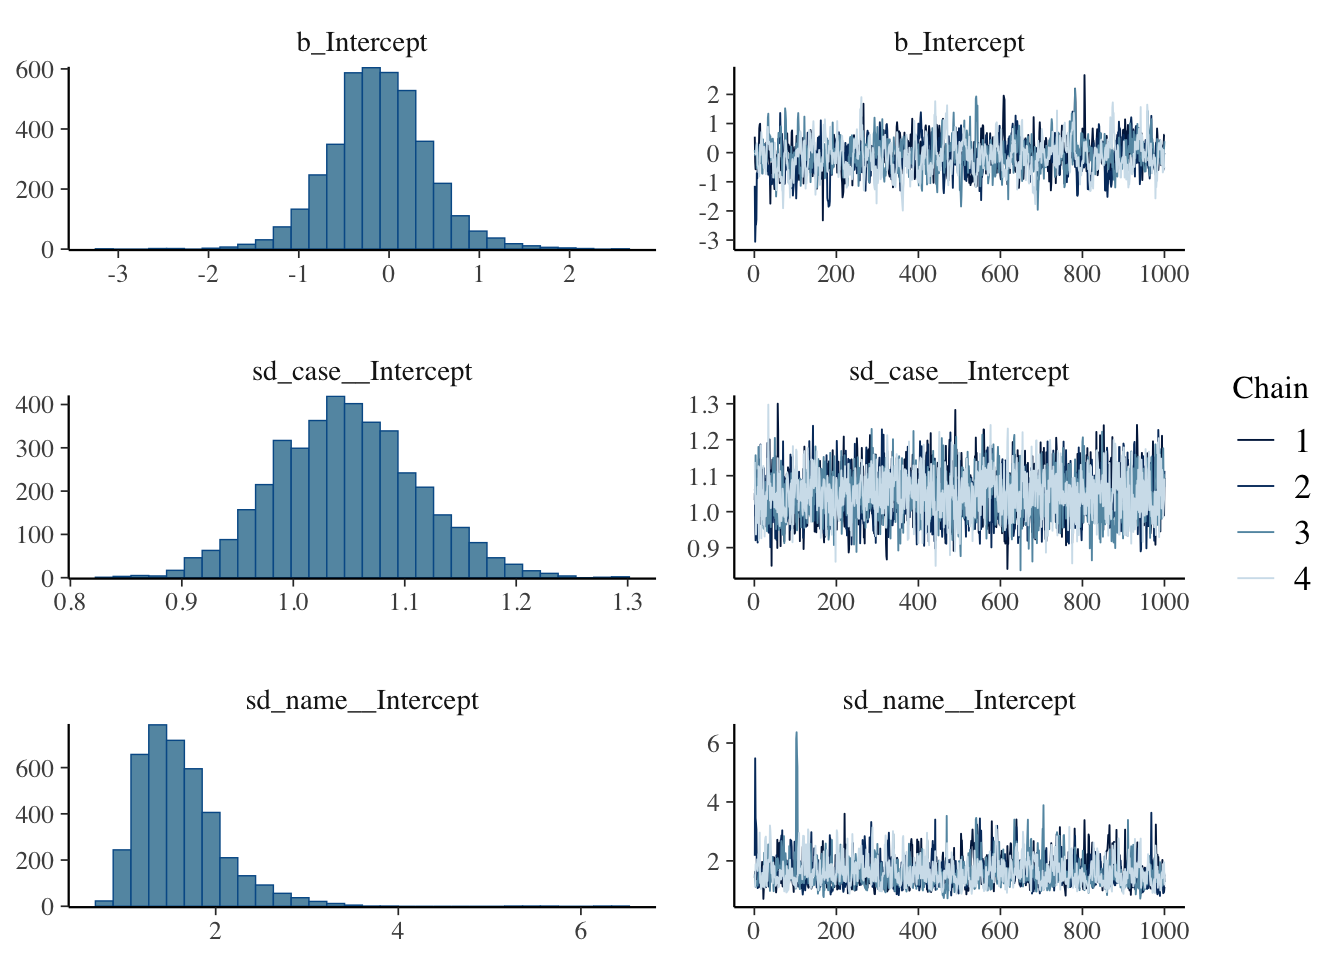 b_Intercept
600
400
200
0
-3 -2 -1 0 1 2
b_Intercept
2
1
0
-1
-2
-3
0 200 400 600 800 1000
sd_case__Intercept
400
300
200
100
0
0.8 0.9 1.0 1.1 1.2 1.3
sd_case__Intercept
1.3
1.2
1.1
1.0
0.9
0 200 400 600 800 1000
Chain
1
2
3
4
sd_name__Intercept
600
400
200
0
2 4 6
sd_name__Intercept
6
4
2
0 200 400 600 800 1000